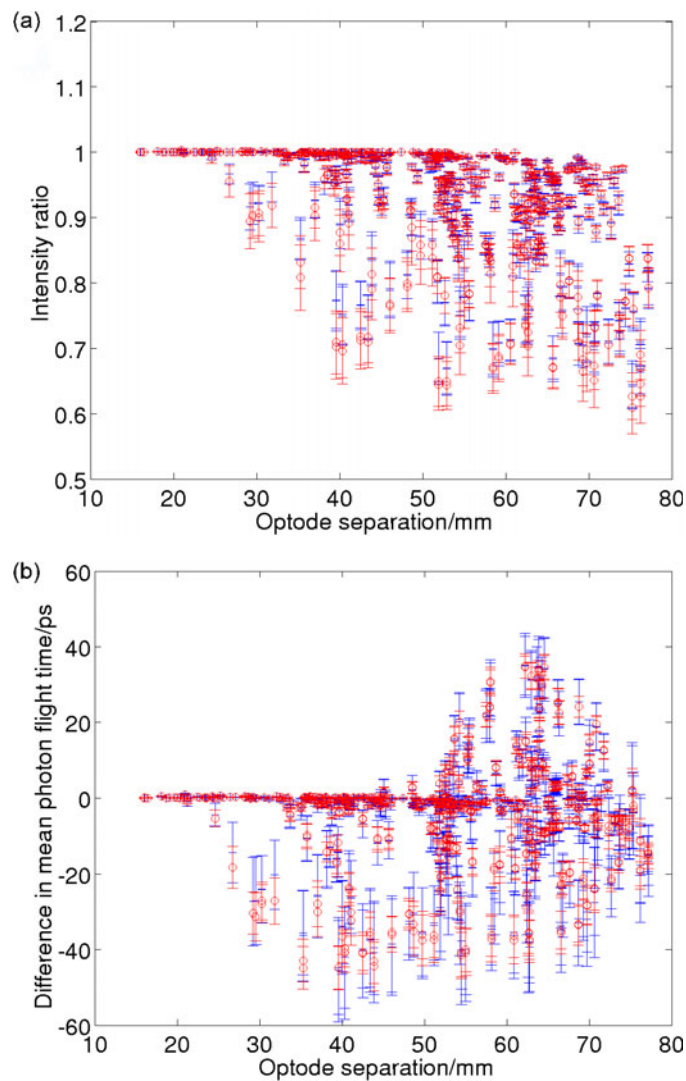 (a)
1.2
1.1
1
0.9
0.8
0.7
0.6
0.5
Intensity ratio
10 20 30 40 50 60 70 80
Optode separation/mm
(b)
60
40
20
0
-20
-40
-60
Difference in mean photon flight time/ps
10 20 30 40 50 60 70 80
Optode separation/mm